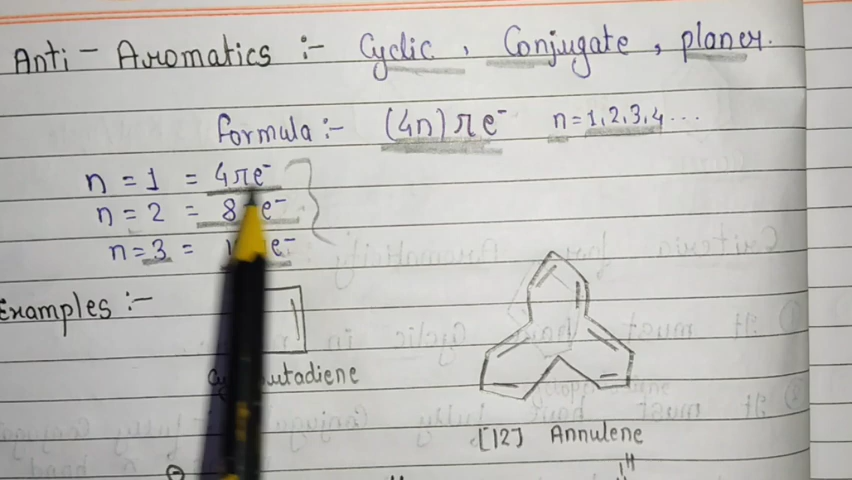 Anti-Aromatics :- Cyclic, Conjugate, planer.
Formula :- (4n)πe⁻ n=1,2,3,4...
n = 1 = 4πe⁻
n = 2 = 8 e⁻
n = 3 = e⁻
Examples :-
[12] Annulene
H